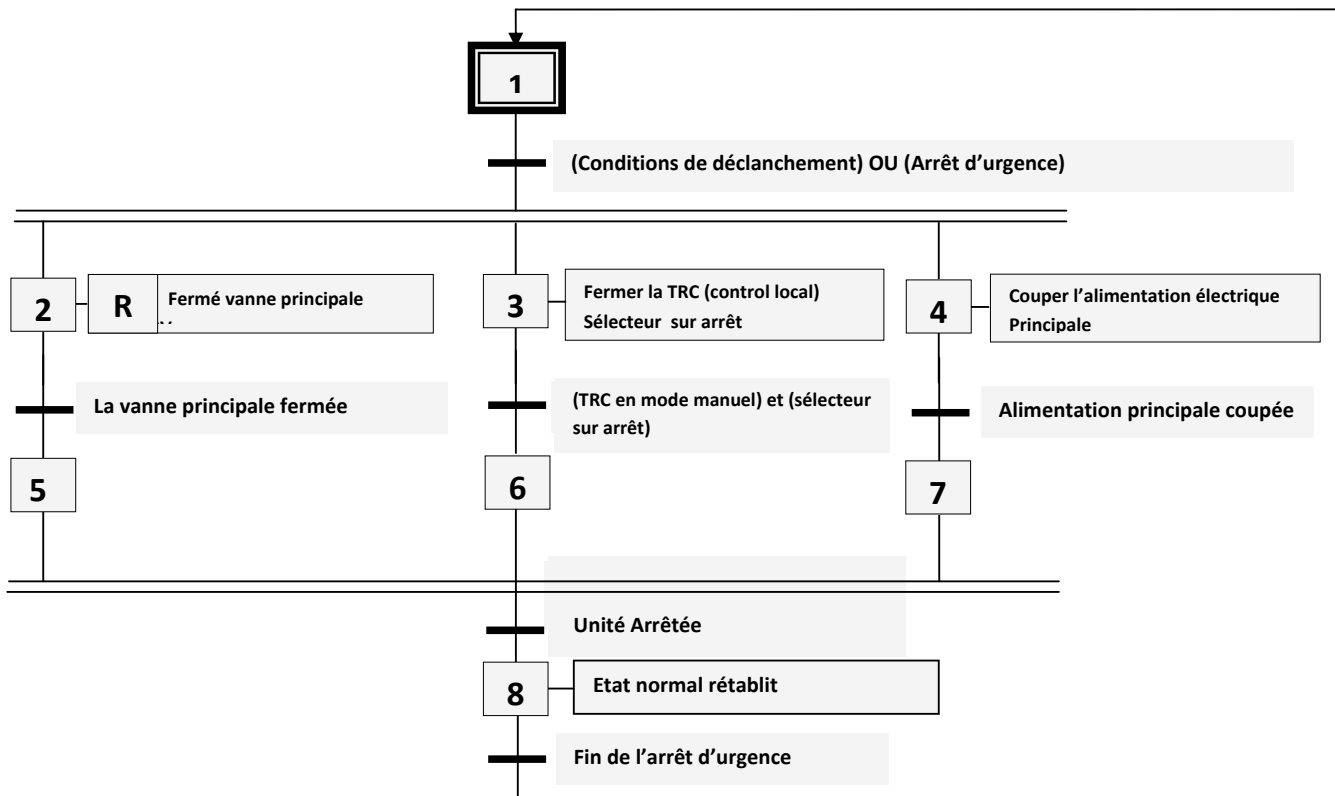 1
(Conditions de déclanchement) OU (Arrêt d’urgence)
2
R
Fermé vanne principale
3
Fermer la TRC (control local)
Sélecteur sur arrêt
4
Couper l’alimentation électrique
Principale
La vanne principale fermée
(TRC en mode manuel) et (sélecteur
sur arrêt)
Alimentation principale coupée
5
6
7
Unité Arrêtée
8
Etat normal rétablit
Fin de l’arrêt d’urgence